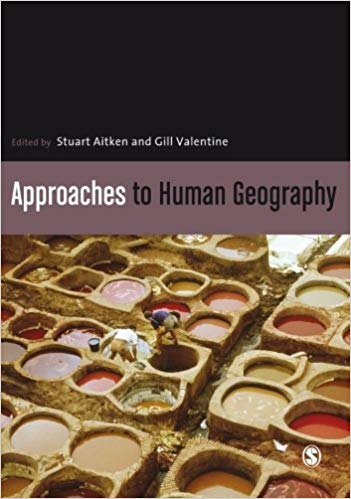 Edited by Stuart Aitken and Gill Valentine
Approaches to Human Geography